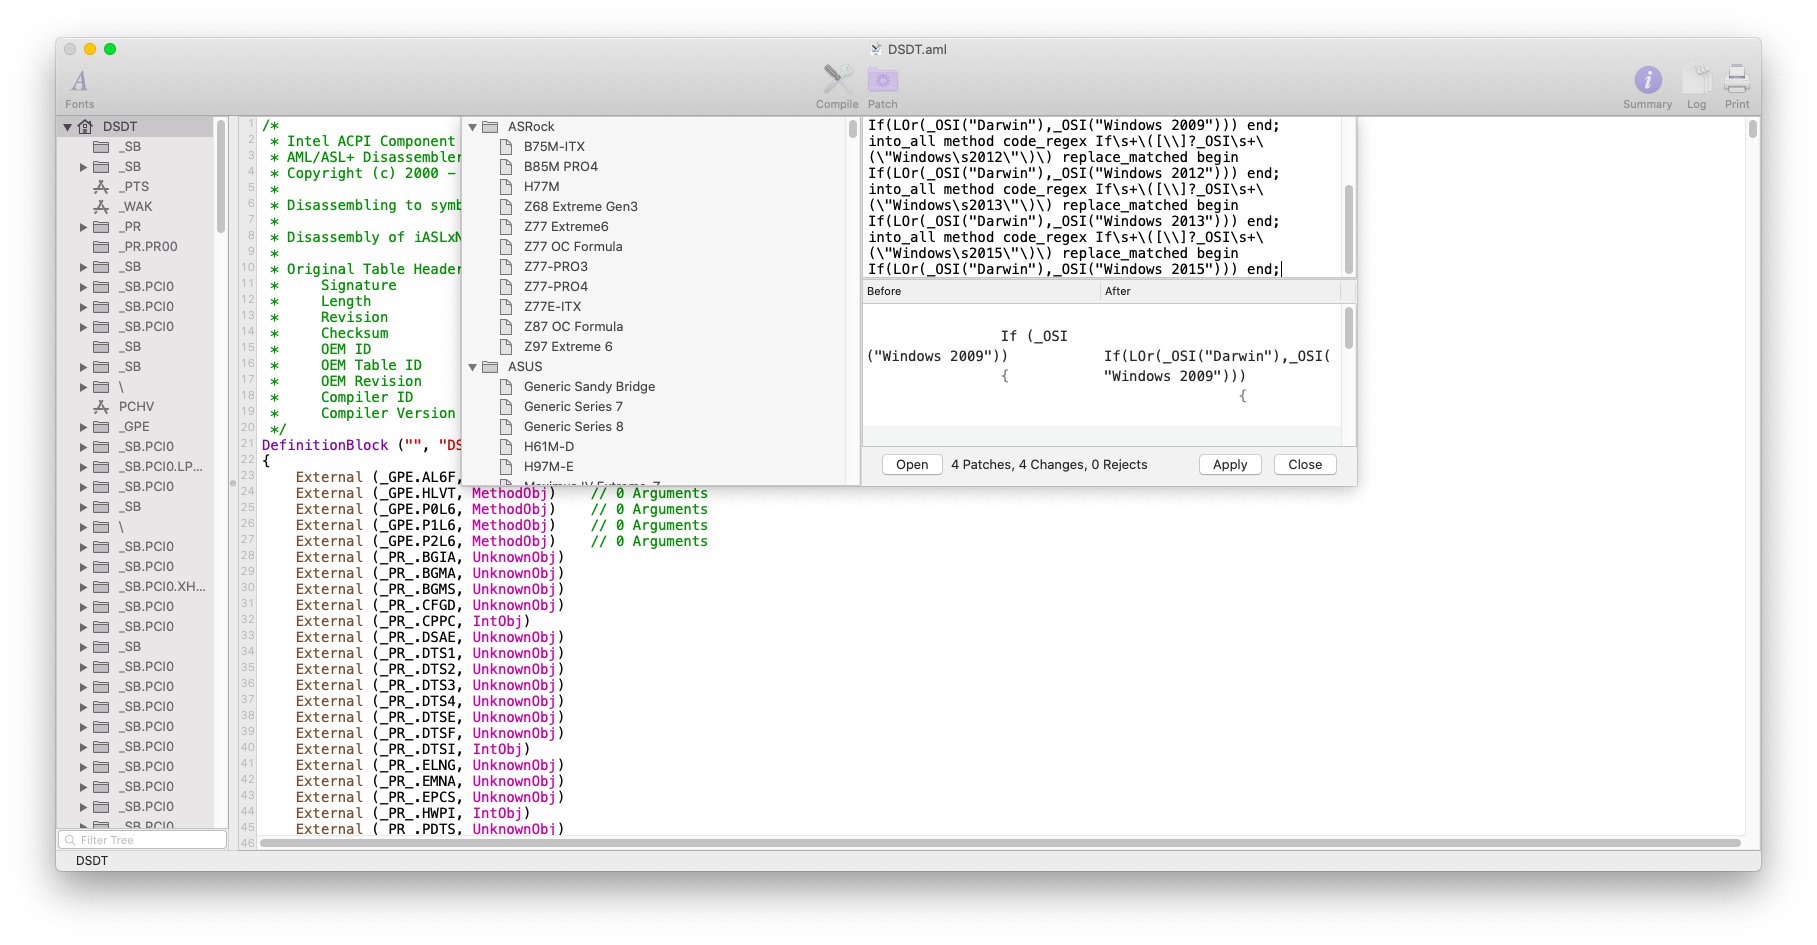 DSDT.aml
Fonts
Compile
Patch
Summary
Log
Print
DSDT
_SB
_SB
_PTS
_WAK
_PR
_PR.PR00
_SB
_SB.PCI0
_SB.PCI0
_SB.PCI0
_SB
_SB
\
PCHV
_GPE
_SB.PCI0
_SB.PCI0.LP...
_SB.PCI0
_SB
\
_SB.PCI0
_SB.PCI0
_SB.PCI0.XH...
_SB.PCI0
_SB.PCI0
_SB
_SB.PCI0
_SB.PCI0
_SB.PCI0
_SB.PCI0
_SB.PCI0
_SB.PCI0
_SB.PCI0
_SB.PCI0
_SB.PCI0
Filter Tree
DSDT
1 /*
2 * Intel ACPI Component
3 * AML/ASL+ Disassembler
4 * Copyright (c) 2000 -
5 *
6 * Disassembling to symb
7 *
8 * Disassembly of iASLxN
9 *
10 * Original Table Header
11 * Signature
12 * Length
13 * Revision
14 * Checksum
15 * OEM ID
16 * OEM Table ID
17 * OEM Revision
18 * Compiler ID
19 * Compiler Version
20 */
21 DefinitionBlock ("", "DS
22 {
23 External (_GPE.AL6F,
24 External (_GPE.HLVT, MethodObj) // 0 Arguments
25 External (_GPE.P0L6, MethodObj) // 0 Arguments
26 External (_GPE.P1L6, MethodObj) // 0 Arguments
27 External (_GPE.P2L6, MethodObj) // 0 Arguments
28 External (_PR_.BGIA, UnknownObj)
29 External (_PR_.BGMA, UnknownObj)
30 External (_PR_.BGMS, UnknownObj)
31 External (_PR_.CFGD, UnknownObj)
32 External (_PR_.CPPC, IntObj)
33 External (_PR_.DSAE, UnknownObj)
34 External (_PR_.DTS1, UnknownObj)
35 External (_PR_.DTS2, UnknownObj)
36 External (_PR_.DTS3, UnknownObj)
37 External (_PR_.DTS4, UnknownObj)
38 External (_PR_.DTSE, UnknownObj)
39 External (_PR_.DTSF, UnknownObj)
40 External (_PR_.DTSI, IntObj)
41 External (_PR_.ELNG, UnknownObj)
42 External (_PR_.EMNA, UnknownObj)
43 External (_PR_.EPCS, UnknownObj)
44 External (_PR_.HWPI, IntObj)
45 External (_PR_.PDTS, UnknownObj)
46
ASRock
B75M-ITX
B85M PRO4
H77M
Z68 Extreme Gen3
Z77 Extreme6
Z77 OC Formula
Z77-PRO3
Z77-PRO4
Z77E-ITX
Z87 OC Formula
Z97 Extreme 6
ASUS
Generic Sandy Bridge
Generic Series 7
Generic Series 8
H61M-D
H97M-E
If(LOr(_OSI("Darwin"),_OSI("Windows 2009"))) end;
into_all method code_regex If\s+\([\\]?_OSI\s+\
(\"Windows\s2012\"\)\) replace_matched begin
If(LOr(_OSI("Darwin"),_OSI("Windows 2012"))) end;
into_all method code_regex If\s+\([\\]?_OSI\s+\
(\"Windows\s2013\"\)\) replace_matched begin
If(LOr(_OSI("Darwin"),_OSI("Windows 2013"))) end;
into_all method code_regex If\s+\([\\]?_OSI\s+\
(\"Windows\s2015\"\)\) replace_matched begin
If(LOr(_OSI("Darwin"),_OSI("Windows 2015"))) end;
Before
After
If (_OSI
("Windows 2009"))
{
If(LOr(_OSI("Darwin"),_OSI(
"Windows 2009")))
{
Open
4 Patches, 4 Changes, 0 Rejects
Apply
Close